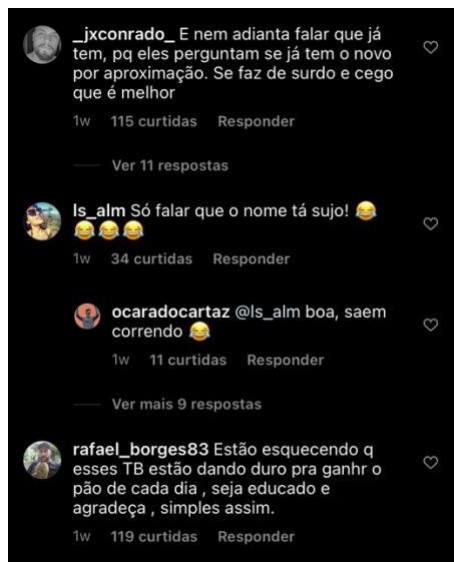 _jxconrado_ E nem adianta falar que já
tem, pq eles perguntam se já tem o novo
por aproximação. Se faz de surdo e cego
que é melhor
1w 115 curtidas Responder
Ver 11 respostas
ls_alm Só falar que o nome tá sujo! 😂
😂😂😂
1w 34 curtidas Responder
ocaradocartaz @ls_alm boa, saem
correndo 😂
1w 11 curtidas Responder
Ver mais 9 respostas
rafael_borges83 Estão esquecendo q
esses TB estão dando duro pra ganhr o
pão de cada dia , seja educado e
agradeça , simples assim.
1w 119 curtidas Responder